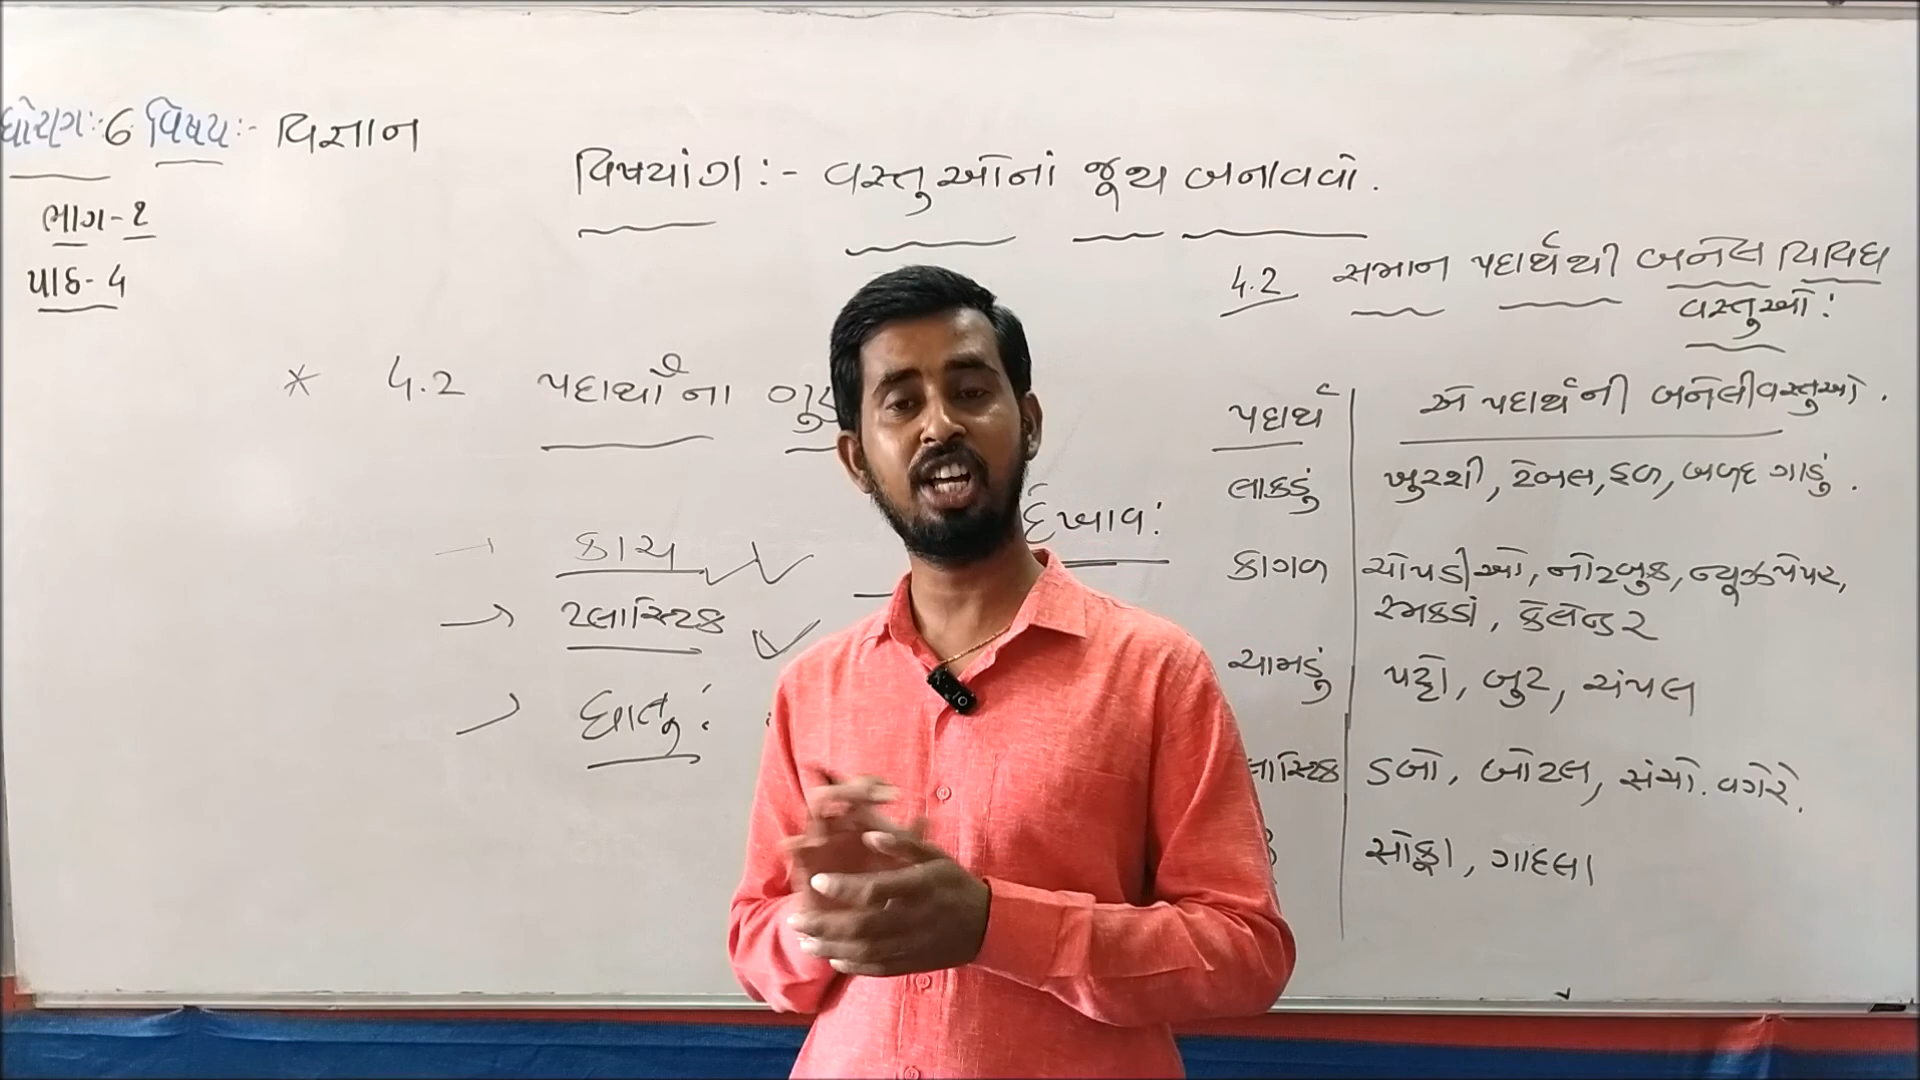 ધોરણ:- 6 વિષય:- વિજ્ઞાન
ભાગ-૨
પાઠ- 4
વિષયાંગ:- વસ્તુઓનાં જૂથ બનાવવો.
* 4.2 પદાર્થોના
→ કાચ
→ પ્લાસ્ટિક
→ ધાતુ:
દેખાવ:
4.2 સમાન પદાર્થથી બનેલ વિવિધ
વસ્તુઓ:
પદાર્થ એ પદાર્થની બનેલી વસ્તુઓ.
લાકડું ખુરશી, ટેબલ, હળ, બળદ ગાડું.
કાગળ ચોપડીઓ, નોટબુક, ન્યૂઝપેપર,
રમકડાં, કેલેન્ડર
ચામડું પટ્ટો, બુટ, ચંપલ
લાસ્ટિક ડબો, બોટલ, સંચો. વગેરે.
સોફા, ગાદલા